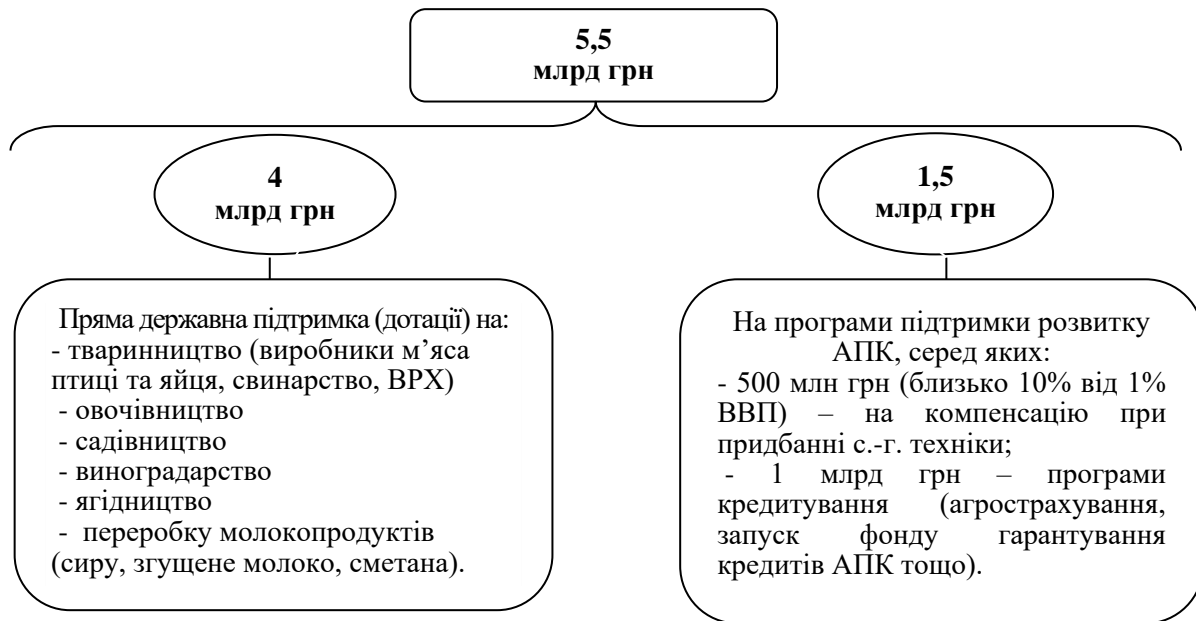 5,5
млрд грн
4
млрд грн
1,5
млрд грн
Пряма державна підтримка (дотації) на:
- тваринництво (виробники м’яса
птиці та яйця, свинарство, ВРХ)
- овочівництво
- садівництво
- виноградарство
- ягідництво
- переробку молокопродуктів
(сиру, згущене молоко, сметана).
На програми підтримки розвитку
АПК, серед яких:
- 500 млн грн (близько 10% від 1%
ВВП) – на компенсацію при
придбанні с.-г. техніки;
- 1 млрд грн – програми
кредитування (агрострахування,
запуск фонду гарантування
кредитів АПК тощо).